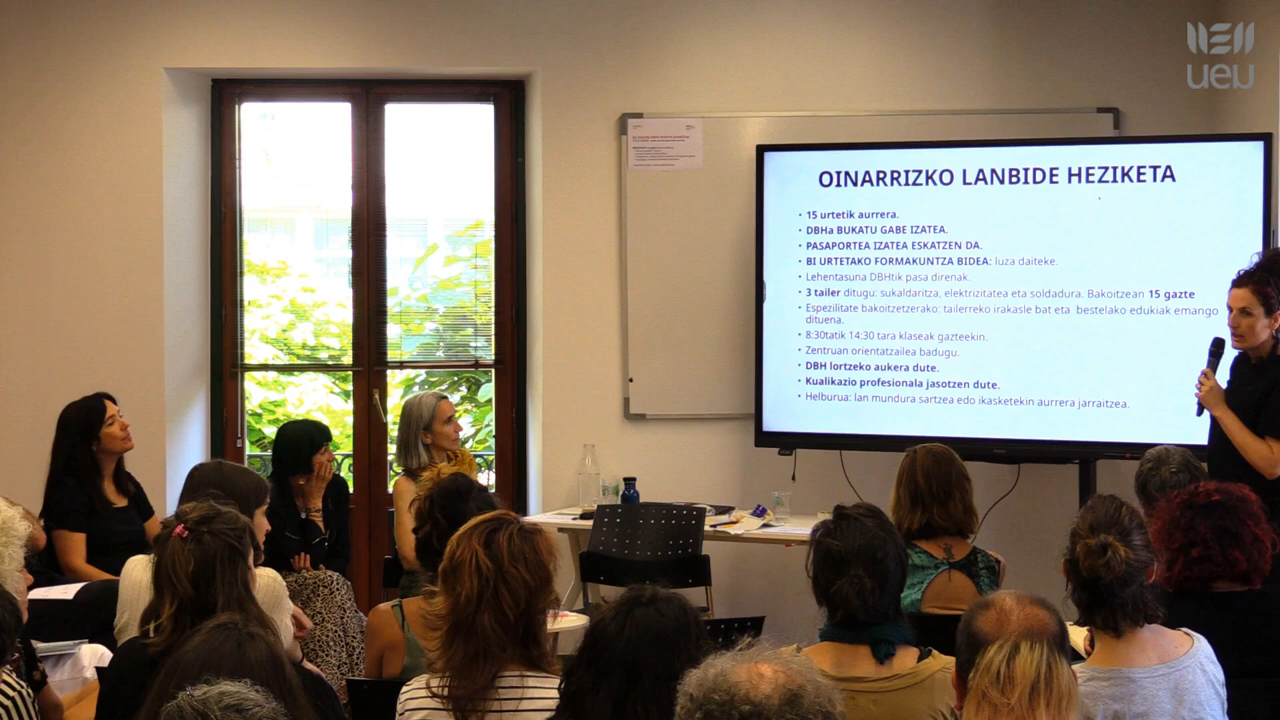 ueu
OINARRIZKO LANBIDE HEZIKETA
• 15 urtetik aurrera.
• DBHa BUKATU GABE IZATEA.
• PASAPORTEA IZATEA ESKATZEN DA.
• BI URTETAKO FORMAKUNTZA BIDEA: luza daiteke.
• Lehentasuna DBHtik pasa direnak.
• 3 tailer ditugu: sukaldaritza, elektrizitatea eta soldadura. Bakoitzean 15 gazte
• Espezilitate bakoitzetzerako: tailerreko irakasle bat eta bestelako edukiak emango
dituena.
• 8:30tatik 14:30 tara klaseak gazteekin.
• Zentruan orientatzailea badugu.
• DBH lortzeko aukera dute.
• Kualikazio profesionala jasotzen dute.
• Helburua: lan mundura sartzea edo ikasketekin aurrera jarraitzea.